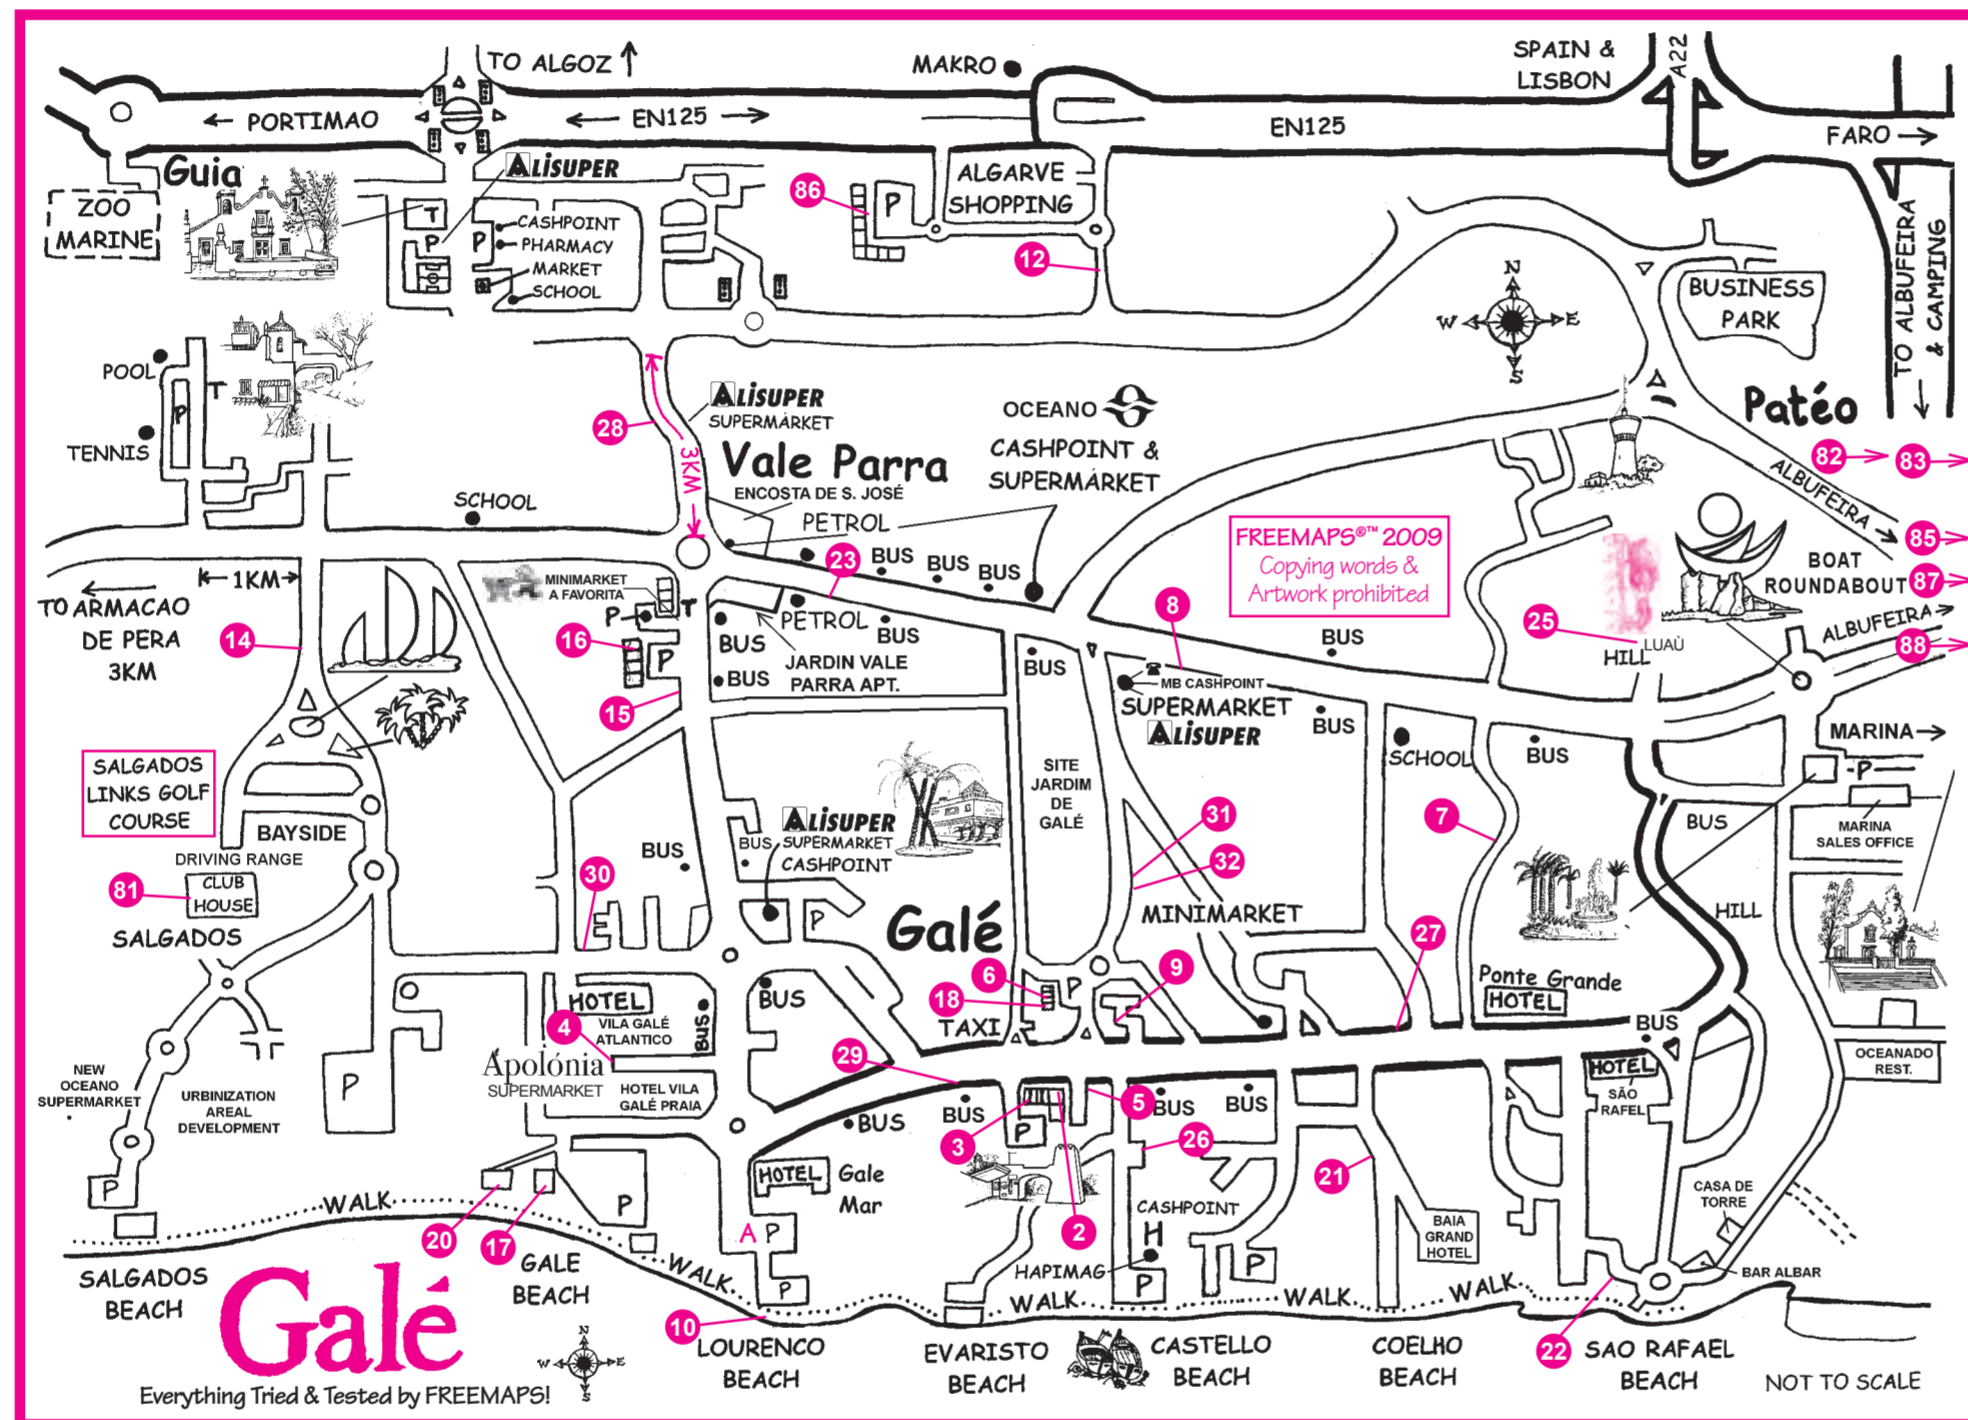 TO ALGOZ
MAKRO
SPAIN &
LISBON
A22
PORTIMAO
EN125
EN125
FARO
Guia
ALISUPER
ZOO
MARINE
T
P
P
CASHPOINT
PHARMACY
MARKET
SCHOOL
86
P
ALGARVE
SHOPPING
12
N
W E
S
BUSINESS
PARK
TO ALBUFEIRA
& CAMPING
POOL
T
P
TENNIS
28
3KM
ALISUPER
SUPERMARKET
Vale Parra
ENCOSTA DE S. JOSÉ
PETROL
OCEANO
CASHPOINT &
SUPERMARKET
Patéo
82
83
ALBUFEIRA
85
SCHOOL
23
BUS
BUS
BUS
FREEMAPS®™ 2009
Copying words &
Artwork prohibited
BOAT
ROUNDABOUT
87
ALBUFEIRA
88
1KM
TO ARMACAO
DE PERA
3KM
14
MINIMARKET
A FAVORITA
P
T
16
P
15
BUS
BUS
PETROL
BUS
JARDIN VALE
PARRA APT.
BUS
8
MB CASHPOINT
SUPERMARKET
ALISUPER
BUS
BUS
25
HILL
LUAÙ
MARINA
P
SCHOOL
BUS
7
BUS
MARINA
SALES OFFICE
SALGADOS
LINKS GOLF
COURSE
BAYSIDE
DRIVING RANGE
CLUB
HOUSE
81
SALGADOS
30
BUS
BUS
ALISUPER
SUPERMARKET
CASHPOINT
P
SITE
JARDIM
DE
GALÉ
31
32
MINIMARKET
Galé
27
HILL
6
18
P
9
TAXI
Ponte Grande
HOTEL
BUS
HOTEL
VILA GALÉ
ATLANTICO
4
BUS
BUS
Apolónia
SUPERMARKET
HOTEL VILA
GALÉ PRAIA
29
NEW
OCEANO
SUPERMARKET
URBINIZATION
AREAL
DEVELOPMENT
P
P
BUS
BUS
3
P
5
BUS
BUS
26
HOTEL
SÃO
RAFEL
OCEANADO
REST.
HOTEL
Gale
Mar
A
P
P
P
20
17
WALK
WALK
10
2
CASHPOINT
H
HAPIMAG
P
P
21
BAIA
GRAND
HOTEL
CASA DE
TORRE
BAR ALBAR
22
WALK
WALK
WALK
SALGADOS
BEACH
GALE
BEACH
LOURENCO
BEACH
EVARISTO
BEACH
CASTELLO
BEACH
COELHO
BEACH
SAO RAFAEL
BEACH
NOT TO SCALE
Galé
N
W E
S
Everything Tried & Tested by FREEMAPS!